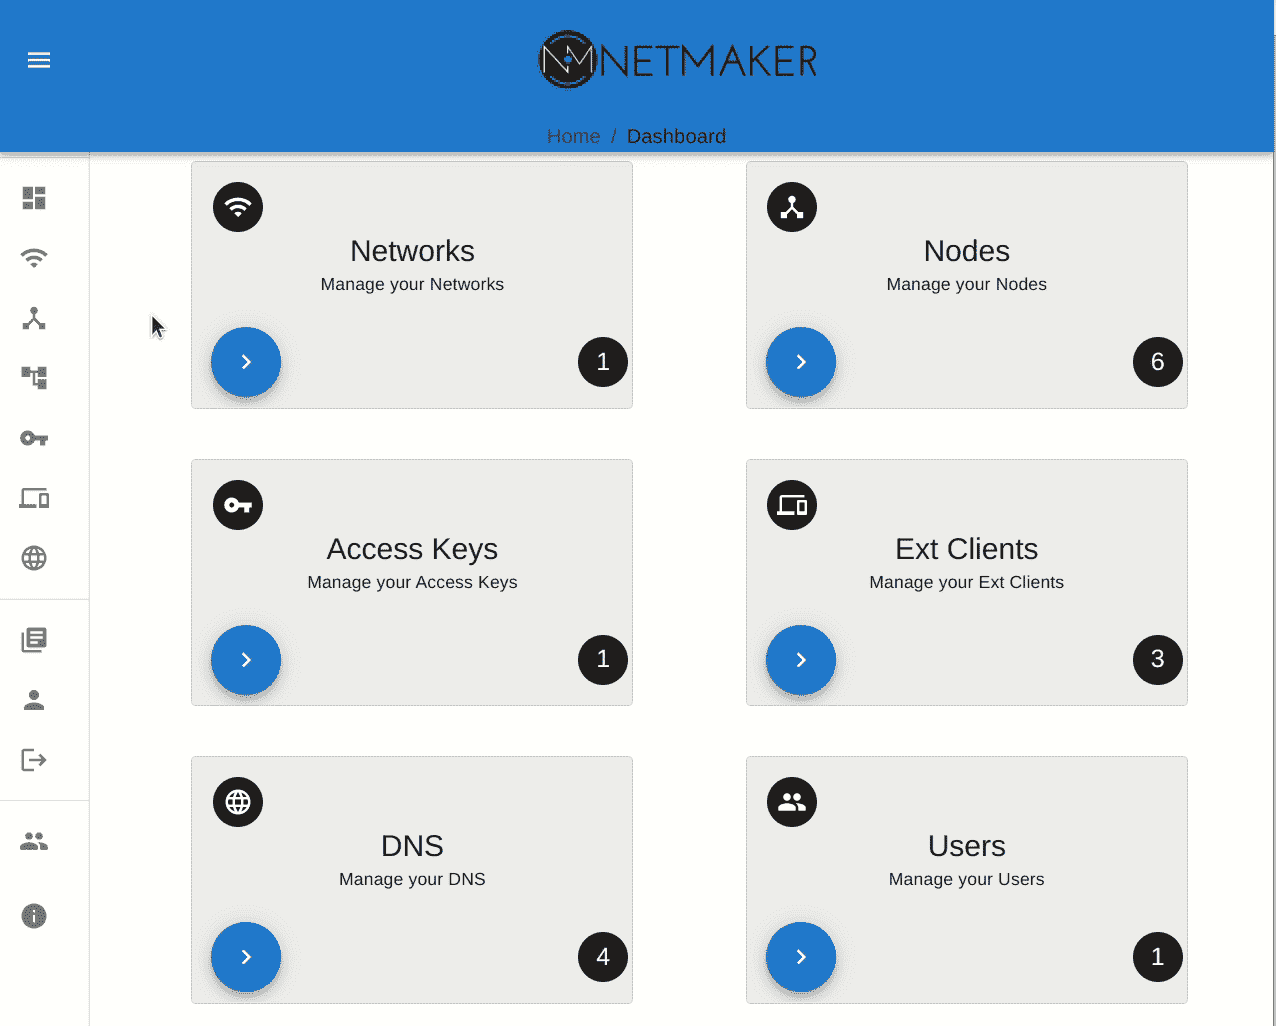 NETMAKER
Home / Dashboard
Networks
Manage your Networks
1
Nodes
Manage your Nodes
6
Access Keys
Manage your Access Keys
1
Ext Clients
Manage your Ext Clients
3
DNS
Manage your DNS
4
Users
Manage your Users
1